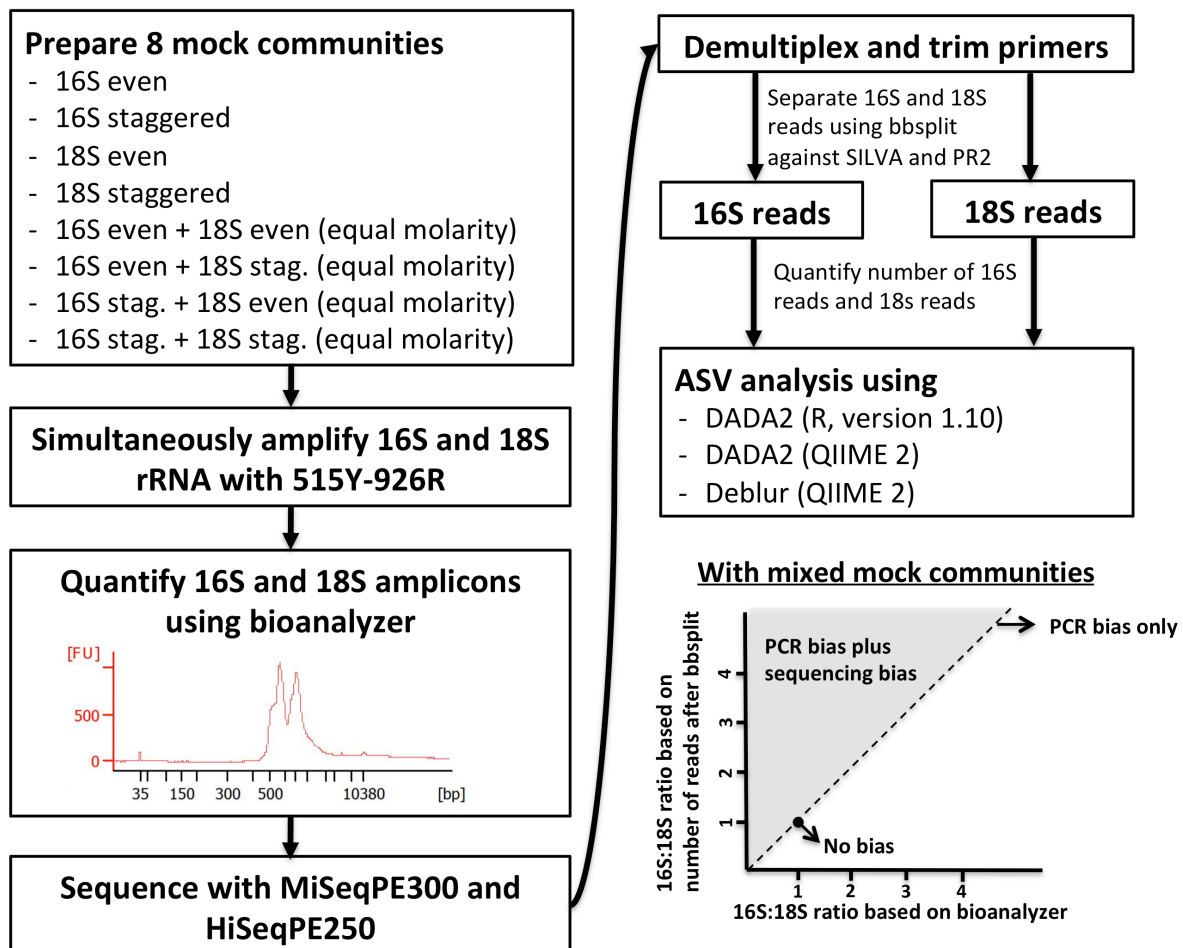 Prepare 8 mock communities
- 16S even
- 16S staggered
- 18S even
- 18S staggered
- 16S even + 18S even (equal molarity)
- 16S even + 18S stag. (equal molarity)
- 16S stag. + 18S even (equal molarity)
- 16S stag. + 18S stag. (equal molarity)
Simultaneously amplify 16S and 18S
rRNA with 515Y-926R
Quantify 16S and 18S amplicons
using bioanalyzer
[FU]
500
0
35 150 300 500 10380 [bp]
Sequence with MiSeqPE300 and
HiSeqPE250
Demultiplex and trim primers
Separate 16S and 18S
reads using bbsplit
against SILVA and PR2
16S reads
18S reads
Quantify number of 16S
reads and 18s reads
ASV analysis using
- DADA2 (R, version 1.10)
- DADA2 (QIIME 2)
- Deblur (QIIME 2)
With mixed mock communities
16S:18S ratio based on
number of reads after bbsplit
4
3
2
1
PCR bias plus
sequencing bias
PCR bias only
No bias
1 2 3 4
16S:18S ratio based on bioanalyzer